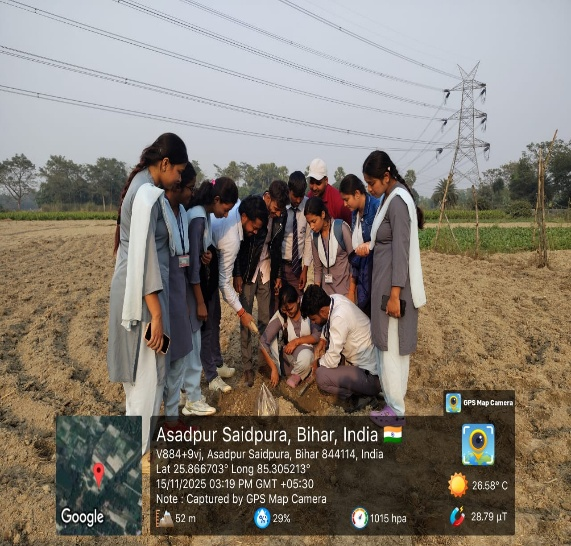 GPS Map Camera
Asadpur Saidpura, Bihar, India
V884+9vj, Asadpur Saidpura, Bihar 844114, India
Lat 25.866703° Long 85.305213°
15/11/2025 03:19 PM GMT +05:30
Note : Captured by GPS Map Camera
Google
52 m
29%
1015 hpa
26.58° C
28.79 μT